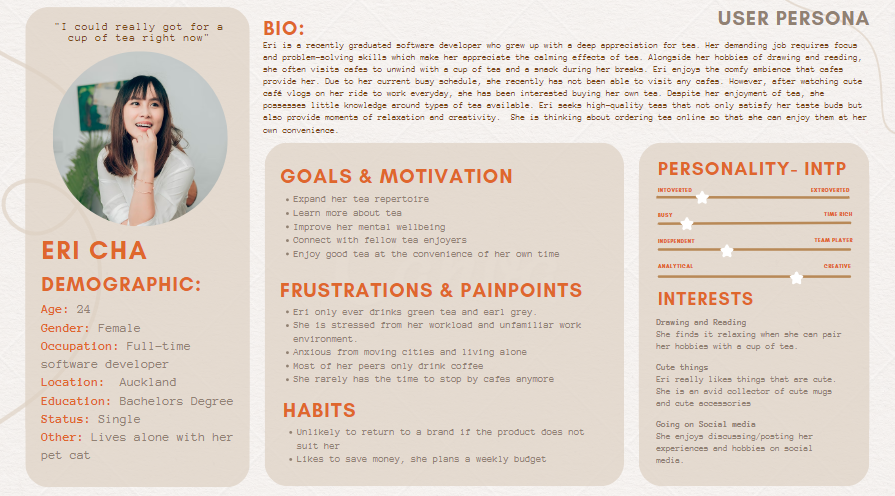 USER PERSONA
"I could really get for a
cup of tea right now"
ERI CHA
DEMOGRAPHIC:
Age: 24
Gender: Female
Occupation: Full-time
software developer
Location: Auckland
Education: Bachelors Degree
Status: Single
Other: Lives alone with her
pet cat
BIO:
Eri is a recently graduated software developer who grew up with a deep appreciation for tea. Her demanding job requires focus
and problem-solving skills which make her appreciate the calming effects of tea. Alongside her hobbies of drawing and reading,
she often visits cafes to unwind with a cup of tea and a snack during her breaks. Eri enjoys the comfy ambience that cafes
provide her. Due to her current busy schedule, she recently has not been able to visit any cafes. However, after watching cute
café vlogs on her ride to work everyday, she has been interested buying her own tea. Despite her enjoyment of tea, she
possesses little knowledge around types of tea available. Eri seeks high-quality teas that not only satisfy her taste buds but
also provide moments of relaxation and creativity. She is thinking about ordering tea online so that she can enjoy them at her
own convenience.
GOALS & MOTIVATION
• Expand her tea repertoire
• Learn more about tea
• Improve her mental wellbeing
• Connect with fellow tea enjoyers
• Enjoy good tea at the convenience of her own time
FRUSTRATIONS & PAINPOINTS
• Eri only ever drinks green tea and earl grey.
• She is stressed from her workload and unfamiliar work
environment.
• Anxious from moving cities and living alone
• Most of her peers only drink coffee
• She rarely has the time to stop by cafes anymore
HABITS
• Unlikely to return to a brand if the product does not
suit her
• Likes to save money, she plans a weekly budget
PERSONALITY- INTP
INTOVERTED EXTROVERTED
BUSY TIME RICH
INDEPENDENT TEAM PLAYER
ANALYTICAL CREATIVE
INTERESTS
Drawing and Reading
She finds it relaxing when she can pair
her hobbies with a cup of tea.
Cute things
Eri really likes things that are cute.
She is an avid collector of cute mugs
and cute accessories
Going on Social media
She enjoys discussing/posting her
experiences and hobbies on social
media.